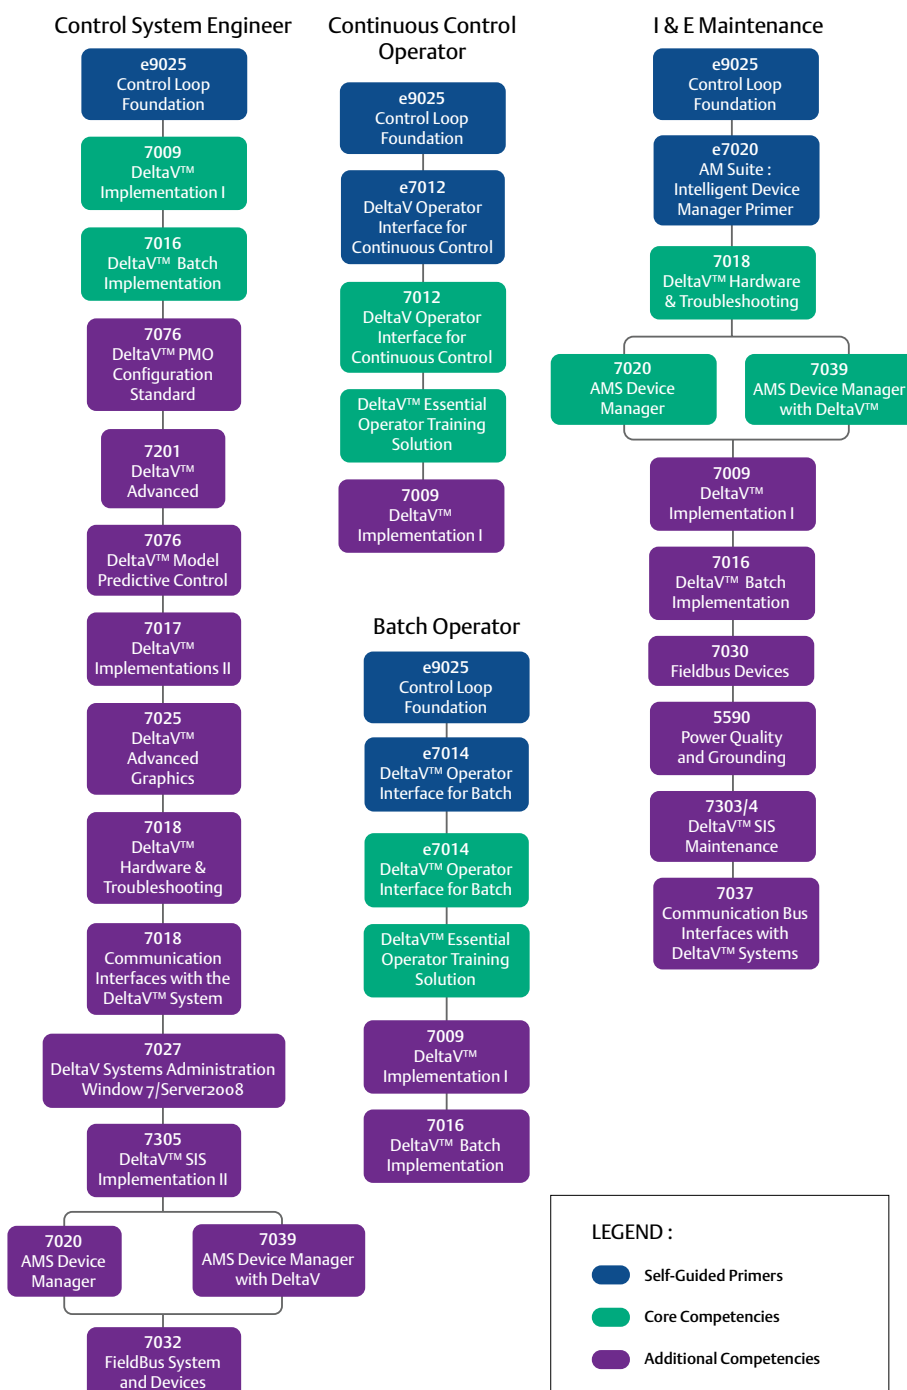 Control System Engineer
e9025
Control Loop
Foundation
7009
DeltaV™
Implementation I
7016
DeltaV™ Batch
Implementation
7076
DeltaV™ PMO
Configuration
Standard
7201
DeltaV™
Advanced
7076
DeltaV™ Model
Predictive Control
7017
DeltaV™
Implementations II
7025
DeltaV™
Advanced
Graphics
7018
DeltaV™
Hardware &
Troubleshooting
7018
Communication
Interfaces with the
DeltaV™ System
7027
DeltaV Systems Administration
Window 7/Server2008
7305
DeltaV™ SIS
Implementation II
7020
AMS Device
Manager
7039
AMS Device Manager
with DeltaV
7032
FieldBus System
and Devices
Continuous Control
Operator
e9025
Control Loop
Foundation
e7012
DeltaV Operator
Interface for
Continuous Control
7012
DeltaV Operator
Interface for
Continuous Control
DeltaV™ Essential
Operator Training
Solution
7009
DeltaV™
Implementation I
Batch Operator
e9025
Control Loop
Foundation
e7014
DeltaV™ Operator
Interface for Batch
e7014
DeltaV™ Operator
Interface for Batch
DeltaV™ Essential
Operator Training
Solution
7009
DeltaV™
Implementation I
7016
DeltaV™ Batch
Implementation
I & E Maintenance
e9025
Control Loop
Foundation
e7020
AM Suite :
Intelligent Device
Manager Primer
7018
DeltaV™ Hardware
& Troubleshooting
7020
AMS Device
Manager
7039
AMS Device Manager
with DeltaV™
7009
DeltaV™
Implementation I
7016
DeltaV™ Batch
Implementation
7030
Fieldbus Devices
5590
Power Quality
and Grounding
7303/4
DeltaV™ SIS
Maintenance
7037
Communication Bus
Interfaces with
DeltaV™ Systems
LEGEND :
Self-Guided Primers
Core Competencies
Additional Competencies